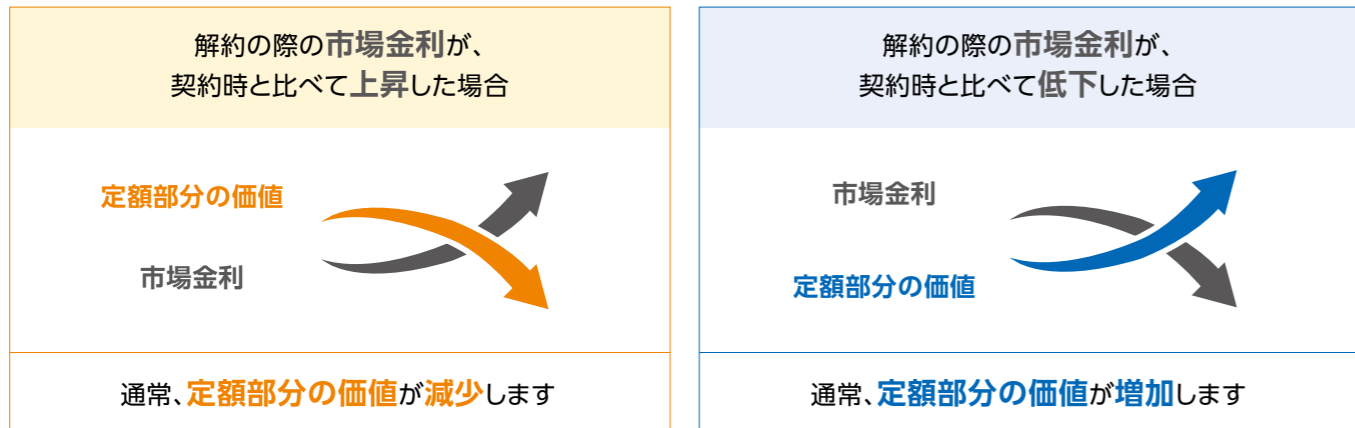 解約の際の市場金利が、
契約時と比べて上昇した場合
定額部分の価値
市場金利
通常、定額部分の価値が減少します
解約の際の市場金利が、
契約時と比べて低下した場合
市場金利
定額部分の価値
通常、定額部分の価値が増加します